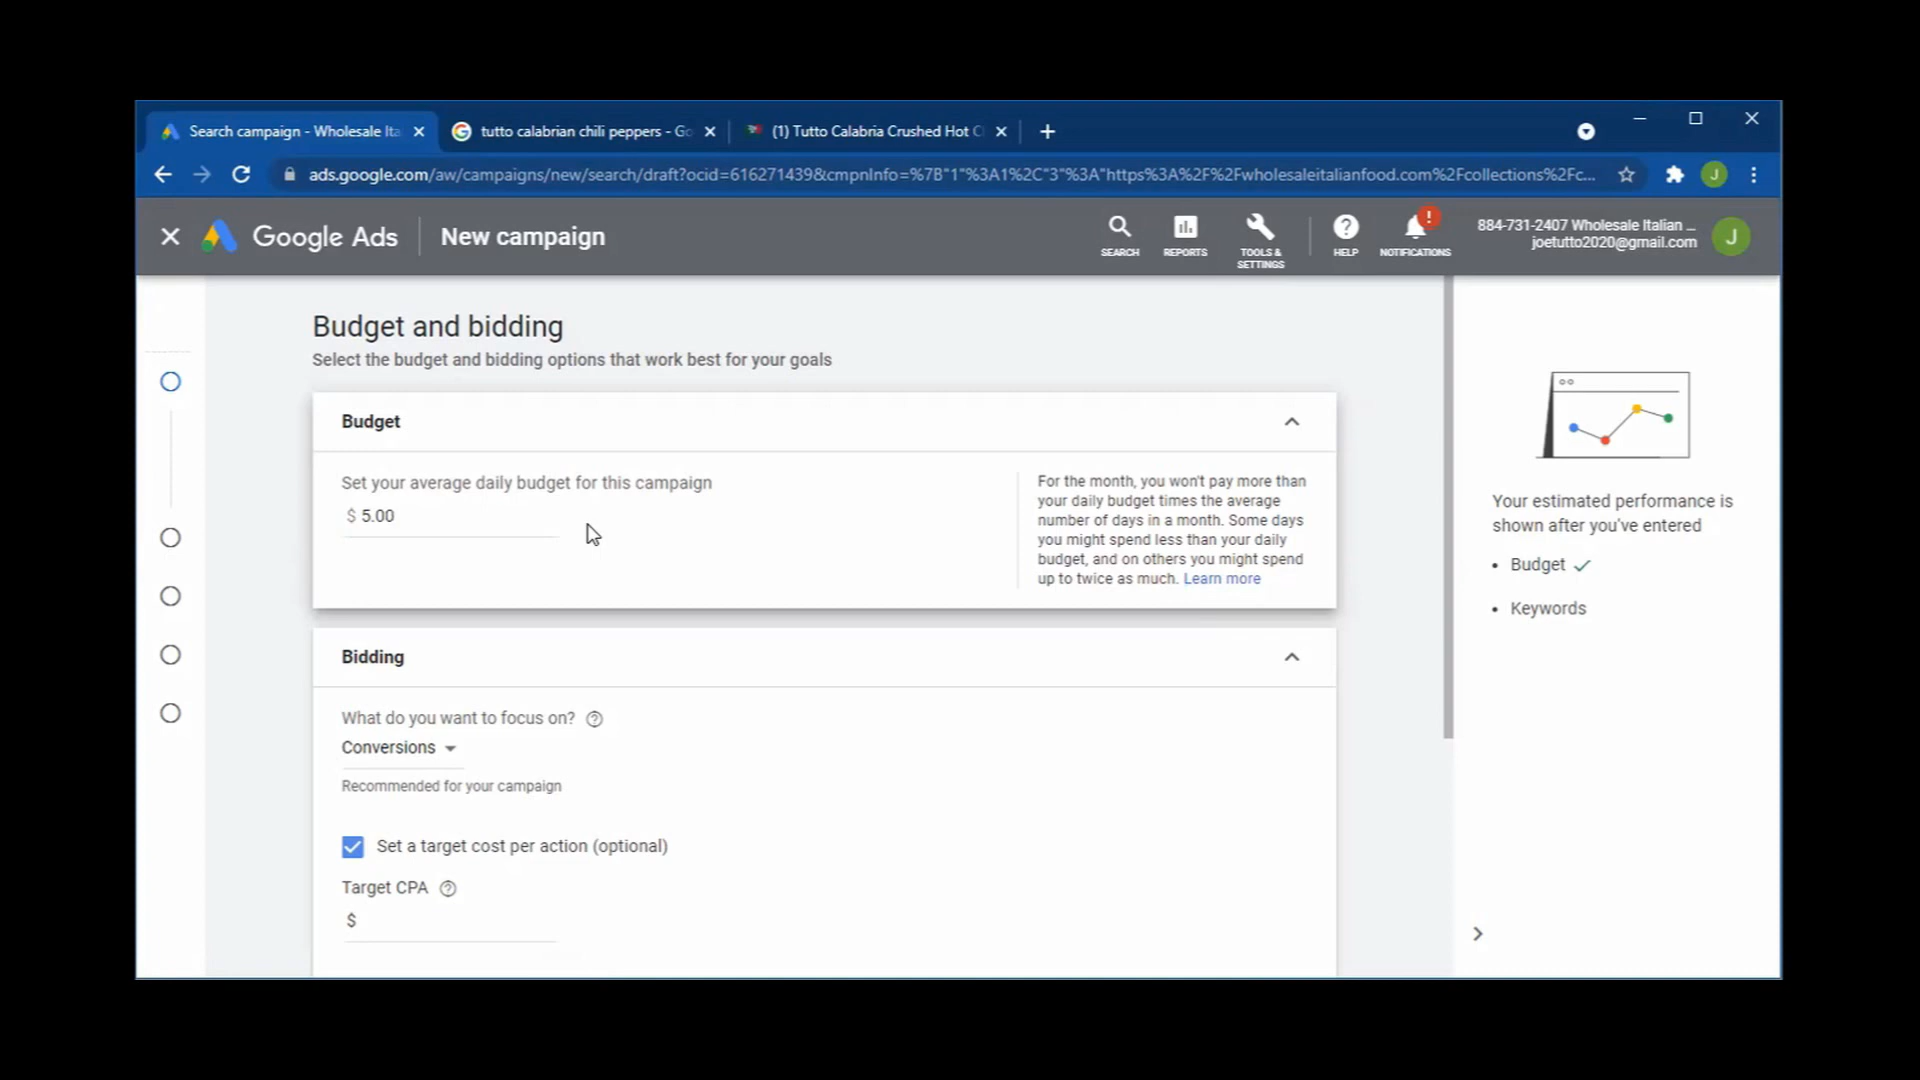 Search campaign - Wholesale Ita
tutto calabrian chili peppers - Go
(1) Tutto Calabria Crushed Hot C
ads.google.com/aw/campaigns/new/search/draft?ocid=616271439&cmpnInfo=%7B"1"%3A1%2C"3"%3A"https%3A%2F%2Fwholesaleitalianfood.com%2Fcollections%2Fc...
J
Google Ads
New campaign
SEARCH
REPORTS
TOOLS &
SETTINGS
HELP
!
NOTIFICATIONS
884-731-2407 Wholesale Italian ...
joetutto2020@gmail.com
J
Budget and bidding
Select the budget and bidding options that work best for your goals
Budget
Set your average daily budget for this campaign
$ 5.00
For the month, you won't pay more than
your daily budget times the average
number of days in a month. Some days
you might spend less than your daily
budget, and on others you might spend
up to twice as much. Learn more
Bidding
What do you want to focus on?
Conversions
Recommended for your campaign
Set a target cost per action (optional)
Target CPA
$
Your estimated performance is
shown after you've entered
• Budget
• Keywords